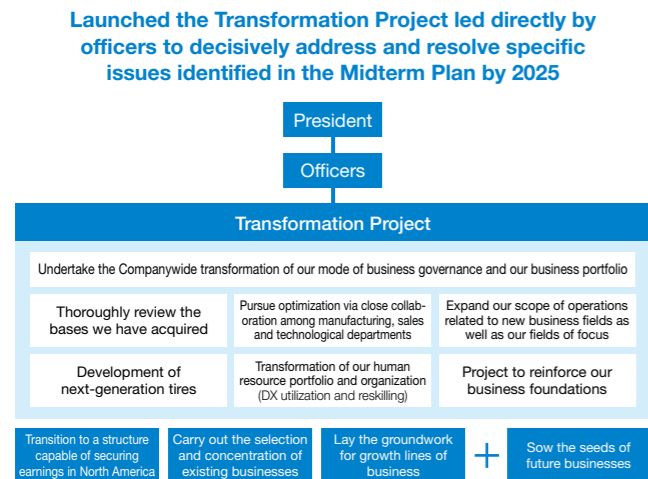 Launched the Transformation Project led directly by
officers to decisively address and resolve specific
issues identified in the Midterm Plan by 2025
President
Officers
Transformation Project
Undertake the Companywide transformation of our mode of business governance and our business portfolio
Thoroughly review the
bases we have acquired
Pursue optimization via close collab-
oration among manufacturing, sales
and technological departments
Expand our scope of operations
related to new business fields as
well as our fields of focus
Development of
next-generation tires
Transformation of our human
resource portfolio and organization
(DX utilization and reskilling)
Project to reinforce our
business foundations
Transition to a structure
capable of securing
earnings in North America
Carry out the selection
and concentration of
existing businesses
Lay the groundwork
for growth lines of
business
+
Sow the seeds of
future businesses